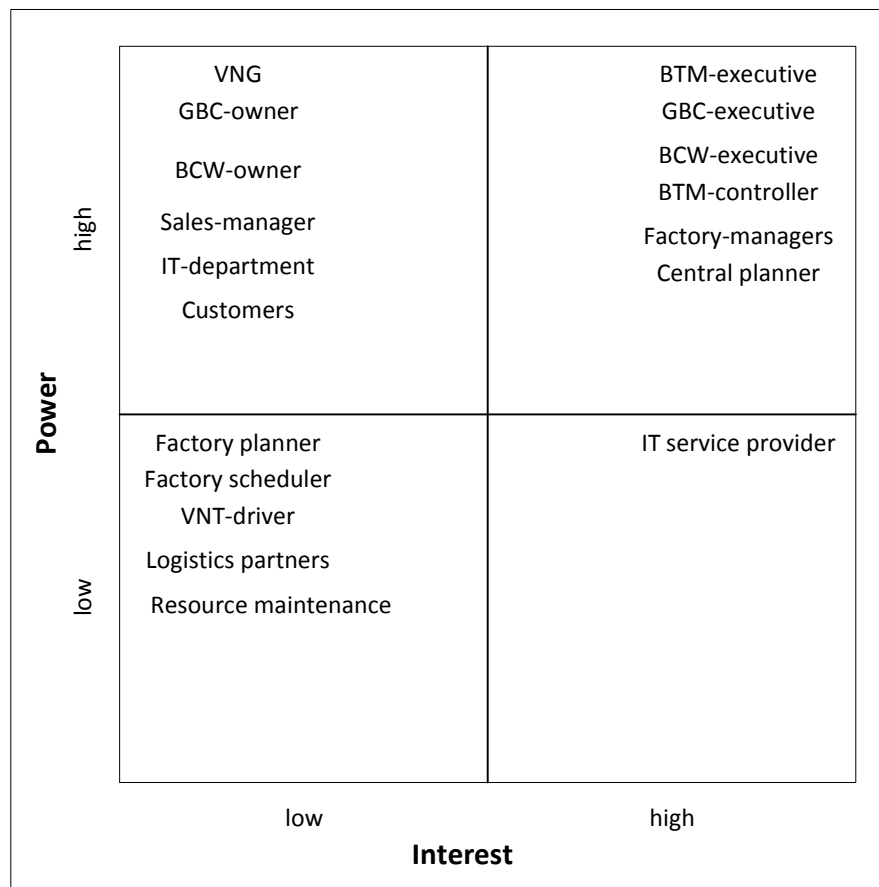 VNG
GBC-owner
BCW-owner
Sales-manager
IT-department
Customers
BTM-executive
GBC-executive
BCW-executive
BTM-controller
Factory-managers
Central planner
high
Power
low
Factory planner
Factory scheduler
VNT-driver
Logistics partners
Resource maintenance
IT service provider
low
high
Interest